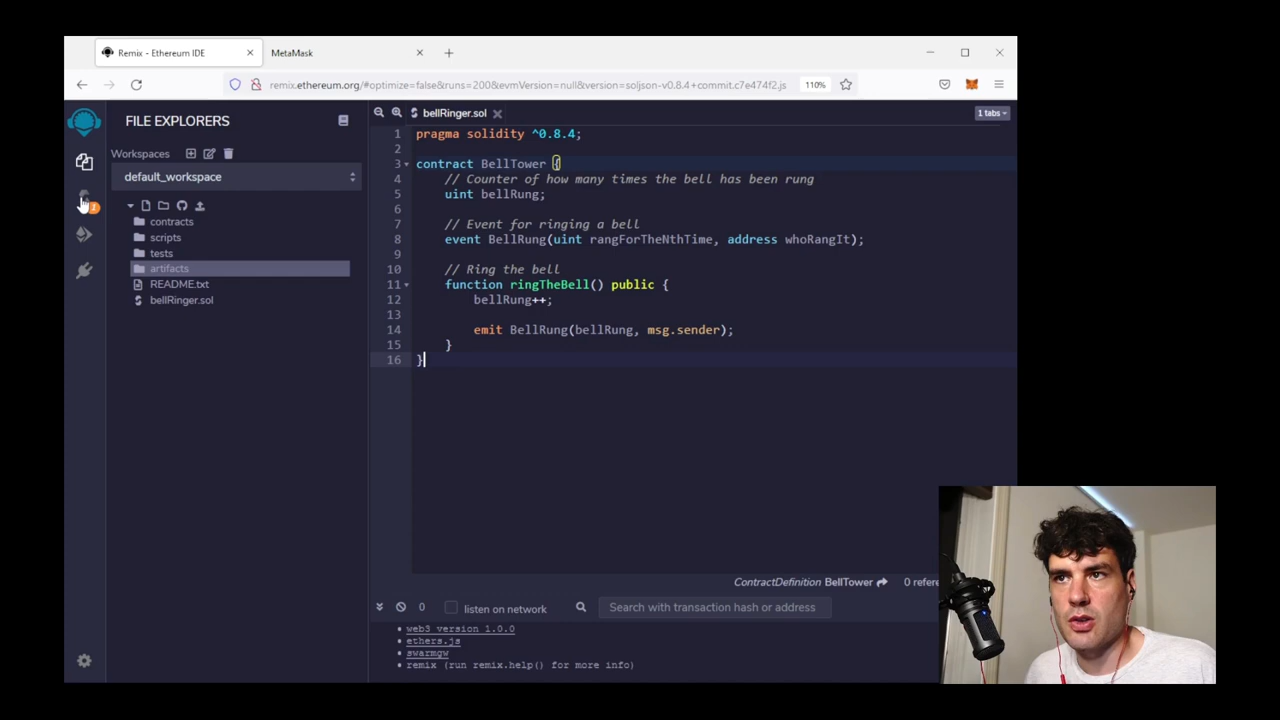 Remix - Ethereum IDE
MetaMask
remix.ethereum.org/#optimize=false&runs=200&evmVersion=null&version=soljson-v0.8.4+commit.c7e474f2.js
110%
FILE EXPLORERS
Workspaces
default_workspace
contracts
scripts
tests
artifacts
README.txt
bellRinger.sol
1
bellRinger.sol
1 tabs
1 pragma solidity ^0.8.4;
2
3 contract BellTower {
4 // Counter of how many times the bell has been rung
5 uint bellRung;
6
7 // Event for ringing a bell
8 event BellRung(uint rangForTheNthTime, address whoRangIt);
9
10 // Ring the bell
11 function ringTheBell() public {
12 bellRung++;
13
14 emit BellRung(bellRung, msg.sender);
15 }
16 }
ContractDefinition BellTower
0 refere
0
listen on network
Search with transaction hash or address
• web3 version 1.0.0
• ethers.js
• swarmgw
• remix (run remix.help() for more info)